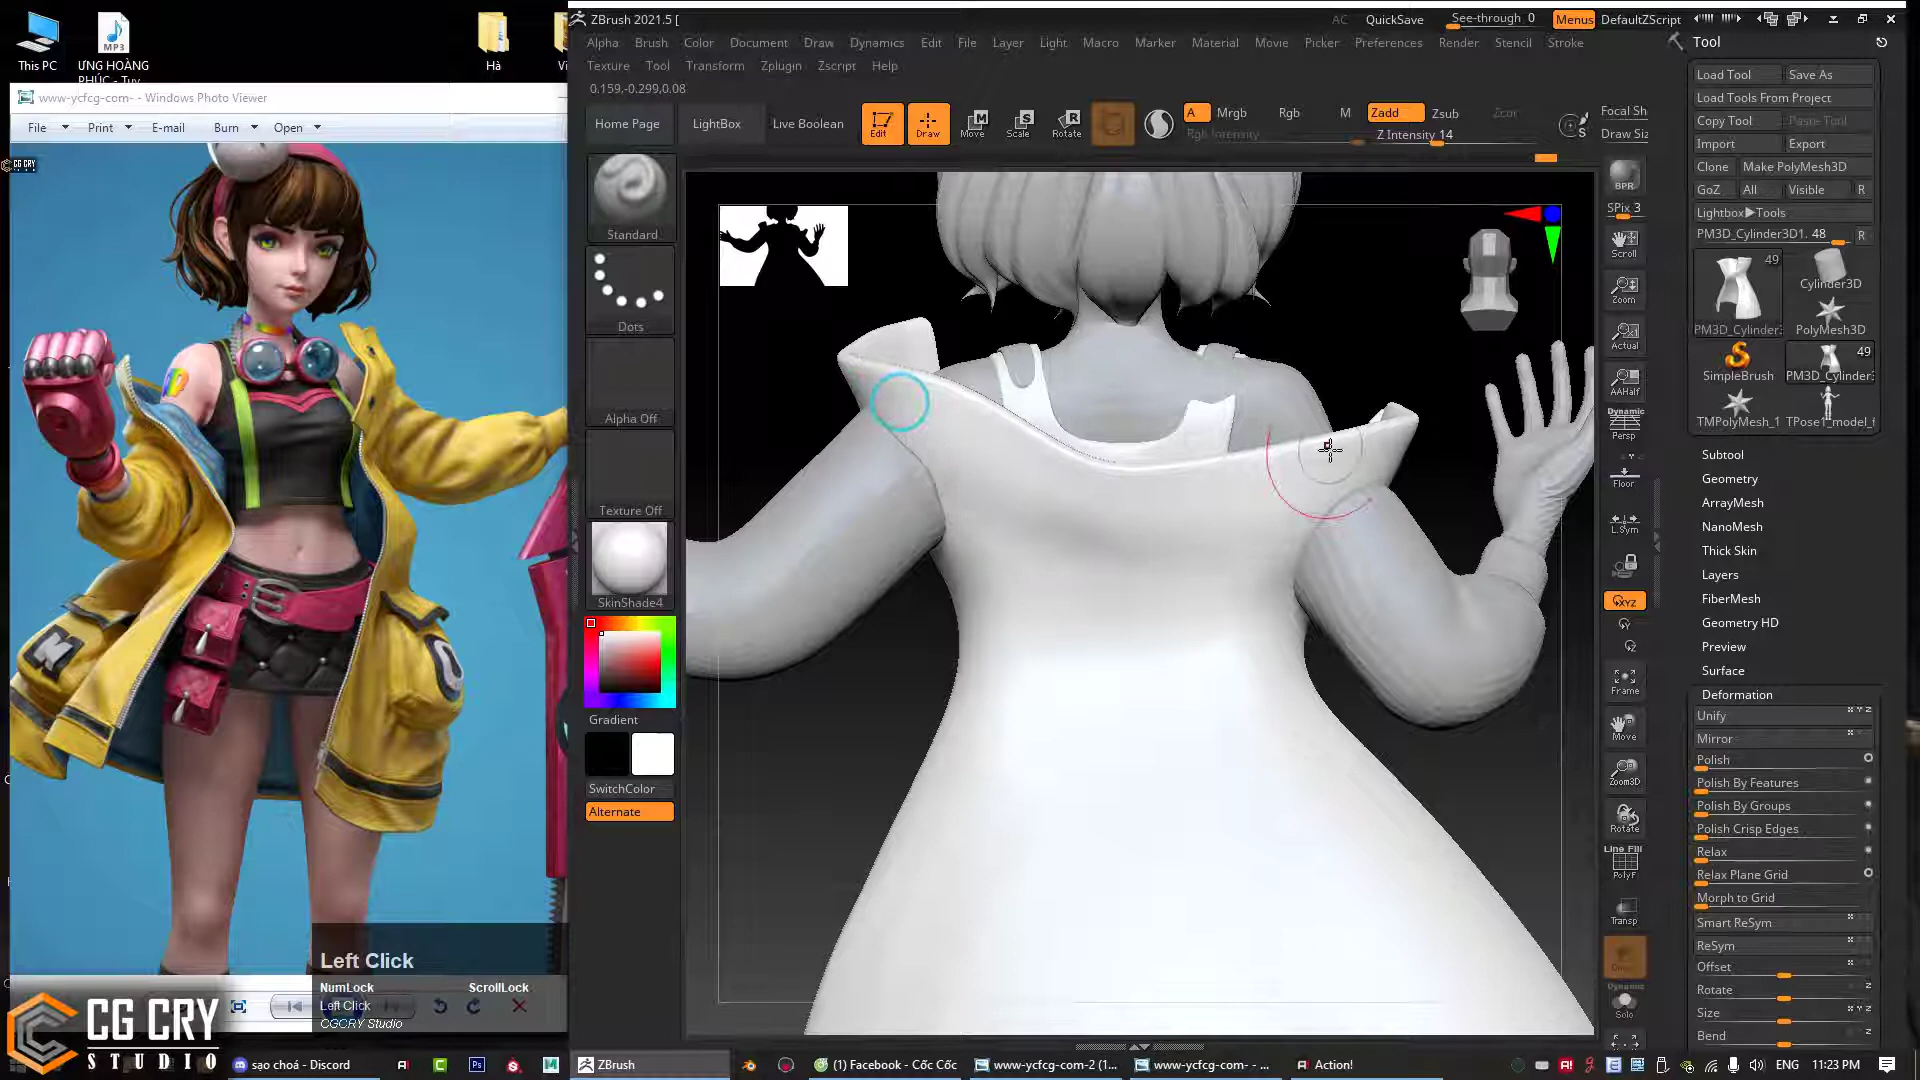 This PC
ƯNG HOÀNG
PHÚC - Tuy
Hà
www-ycfcg-com- - Windows Photo Viewer
File Print E-mail Burn Open
CG CRY
Left Click
NumLock ScrollLock
Left Click
CGCRY Studio
CG CRY
STUDIO
ZBrush 2021.5 [
AC QuickSave See-through 0 Menus DefaultZScript
Alpha Brush Color Document Draw Dynamics Edit File Layer Light Macro Marker Material Movie Picker Preferences Render Stencil Stroke
Texture Tool Transform Zplugin Zscript Help
0.159,-0.299,0.08
Home Page LightBox Live Boolean Edit Draw Move Scale Rotate A Mrgb Rgb M Zadd Zsub Zcut Focal Sh
Rgb Intensity Z Intensity 14 Draw Siz
Standard
Dots
Alpha Off
Texture Off
SkinShade4
Gradient
SwitchColor
Alternate
BPR
SPix 3
Scroll
Zoom
Actual
AAHalf
Dynamic
Persp
Floor
L.Sym
XYZ
Frame
Move
Zoom3D
Rotate
Line Fill
PolyF
Transp
Dynamic
Solo
Tool
Load Tool Save As
Load Tools From Project
Copy Tool Paste Tool
Import Export
Clone Make PolyMesh3D
GoZ All Visible R
Lightbox▶Tools
PM3D_Cylinder3D1. 48 R
49
Cylinder3D
PM3D_Cylinder3 PolyMesh3D
49
SimpleBrush PM3D_Cylinder3
TMPolyMesh_1 TPose1_model_f
Subtool
Geometry
ArrayMesh
NanoMesh
Thick Skin
Layers
FiberMesh
Geometry HD
Preview
Surface
Deformation
Unify
Mirror
Polish
Polish By Features
Polish By Groups
Polish Crisp Edges
Relax
Relax Plane Grid
Morph to Grid
Smart ReSym
ReSym
Offset
Rotate
Size
Bend
sạo choá - Discord
ZBrush
(1) Facebook - Cốc Cốc
www-ycfcg-com-2 (1...
www-ycfcg-com- - ...
Action!
ENG 11:23 PM